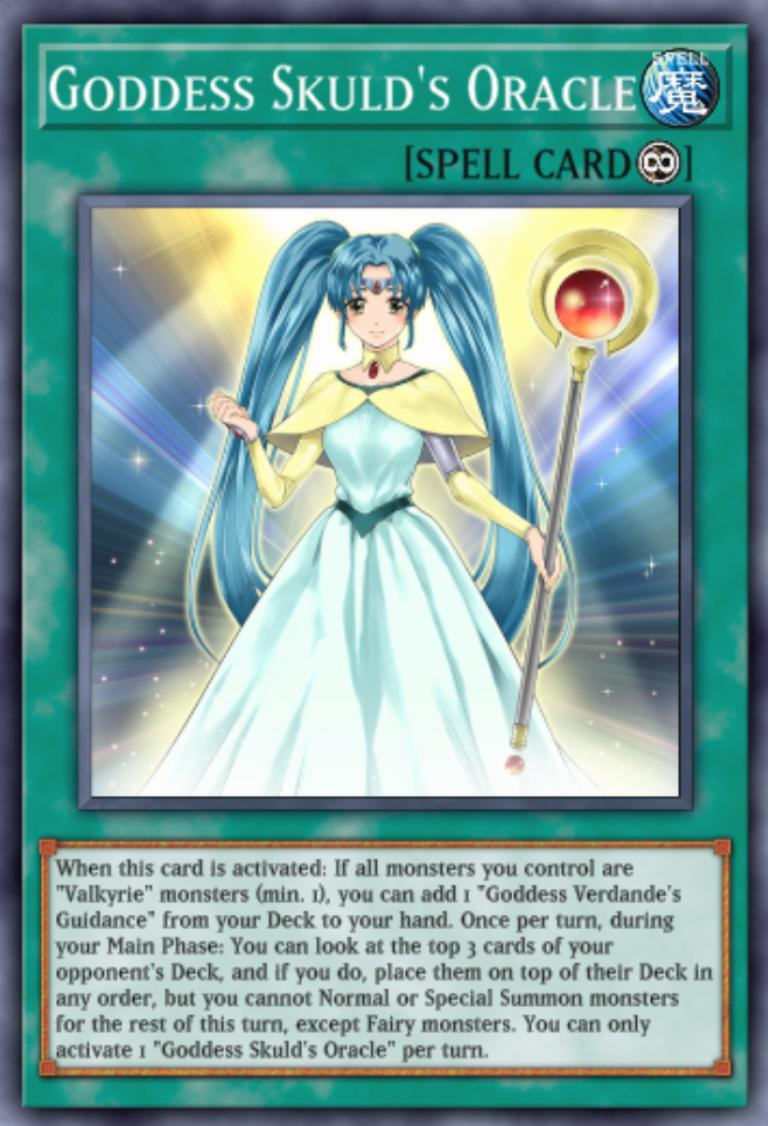 GODDESS SKULD'S ORACLE
SPELL
魔
[SPELL CARD]
When this card is activated: If all monsters you control are
"Valkyrie" monsters (min. 1), you can add 1 "Goddess Verdande's
Guidance" from your Deck to your hand. Once per turn, during
your Main Phase: You can look at the top 3 cards of your
opponent's Deck, and if you do, place them on top of their Deck in
any order, but you cannot Normal or Special Summon monsters
for the rest of this turn, except Fairy monsters. You can only
activate 1 "Goddess Skuld's Oracle" per turn.